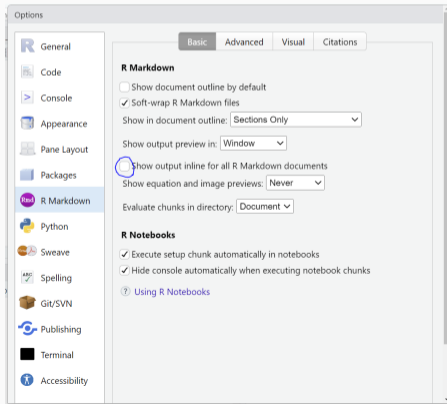 Options
General
Code
Console
Appearance
Pane Layout
Packages
Rmd R Markdown
Python
Sweave
ABC Spelling
Git/SVN
Publishing
Terminal
Accessibility
Basic Advanced Visual Citations
R Markdown
Show document outline by default
Soft-wrap R Markdown files
Show in document outline: Sections Only
Show output preview in: Window
Show output inline for all R Markdown documents
Show equation and image previews: Never
Evaluate chunks in directory: Document
R Notebooks
Execute setup chunk automatically in notebooks
Hide console automatically when executing notebook chunks
? Using R Notebooks